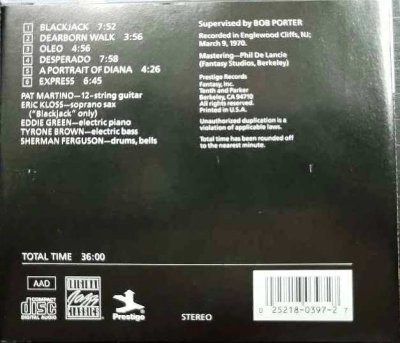 1 BLACKJACK 7:52
2 DEARBORN WALK 3:56
3 OLEO 4:56
4 DESPERADO 7:58
5 A PORTRAIT OF DIANA 4:26
6 EXPRESS 6:45
PAT MARTINO—12-string guitar
ERIC KLOSS—soprano sax
("Blackjack" only)
EDDIE GREEN—electric piano
TYRONE BROWN—electric bass
SHERMAN FERGUSON—drums, bells
Supervised by BOB PORTER
Recorded in Englewood Cliffs, NJ;
March 9, 1970.
Mastering—Phil De Lancie
(Fantasy Studios, Berkeley)
Prestige Records
Fantasy, Inc.
Tenth and Parker
Berkeley, CA 94710
All rights reserved.
Printed in U.S.A.
Unauthorized duplication is a
violation of applicable laws.
Total time has been rounded off
to the nearest minute.
TOTAL TIME 36:00
AAD
COMPACT
disc
DIGITAL AUDIO
ORIGINAL
Jazz
CLASSICS
Prestige
STEREO
0 25218-0397-2 7